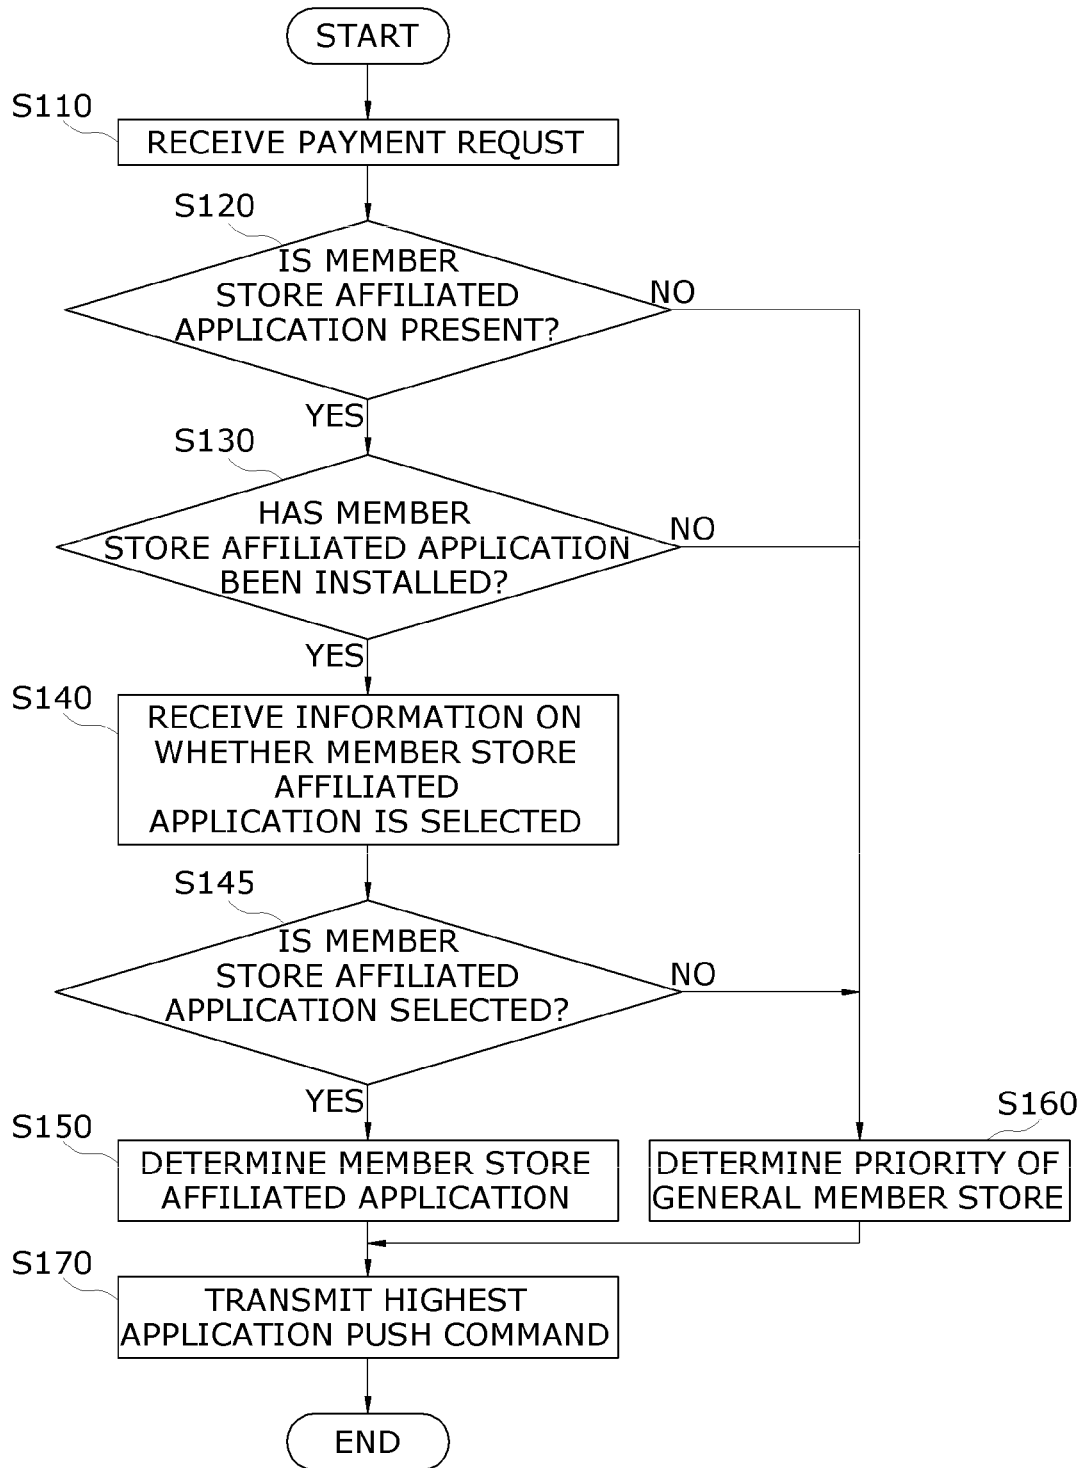 START
S110
RECEIVE PAYMENT REQUST
S120
IS MEMBER
STORE AFFILIATED
APPLICATION PRESENT?
NO
YES
S130
HAS MEMBER
STORE AFFILIATED APPLICATION
BEEN INSTALLED?
NO
YES
S140
RECEIVE INFORMATION ON
WHETHER MEMBER STORE
AFFILIATED
APPLICATION IS SELECTED
S145
IS MEMBER
STORE AFFILIATED
APPLICATION SELECTED?
NO
YES
S150
DETERMINE MEMBER STORE
AFFILIATED APPLICATION
S160
DETERMINE PRIORITY OF
GENERAL MEMBER STORE
S170
TRANSMIT HIGHEST
APPLICATION PUSH COMMAND
END